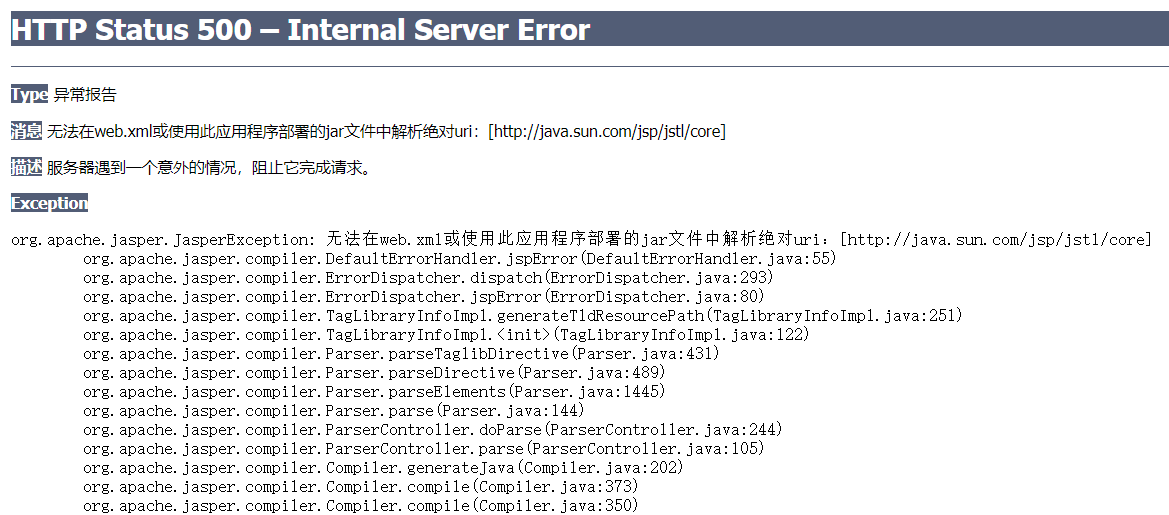 HTTP Status 500 – Internal Server Error
Type 异常报告
消息 无法在web.xml或使用此应用程序部署的jar文件中解析绝对uri：[http://java.sun.com/jsp/jstl/core]
描述 服务器遇到一个意外的情况，阻止它完成请求。
Exception
org.apache.jasper.JasperException: 无法在web.xml或使用此应用程序部署的jar文件中解析绝对uri：[http://java.sun.com/jsp/jstl/core]
org.apache.jasper.compiler.DefaultErrorHandler.jspError(DefaultErrorHandler.java:55)
org.apache.jasper.compiler.ErrorDispatcher.dispatch(ErrorDispatcher.java:293)
org.apache.jasper.compiler.ErrorDispatcher.jspError(ErrorDispatcher.java:80)
org.apache.jasper.compiler.TagLibraryInfoImpl.generateTldResourcePath(TagLibraryInfoImpl.java:251)
org.apache.jasper.compiler.TagLibraryInfoImpl.<init>(TagLibraryInfoImpl.java:122)
org.apache.jasper.compiler.Parser.parseTaglibDirective(Parser.java:431)
org.apache.jasper.compiler.Parser.parseDirective(Parser.java:489)
org.apache.jasper.compiler.Parser.parseElements(Parser.java:1445)
org.apache.jasper.compiler.Parser.parse(Parser.java:144)
org.apache.jasper.compiler.ParserController.doParse(ParserController.java:244)
org.apache.jasper.compiler.ParserController.parse(ParserController.java:105)
org.apache.jasper.compiler.Compiler.generateJava(Compiler.java:202)
org.apache.jasper.compiler.Compiler.compile(Compiler.java:373)
org.apache.jasper.compiler.Compiler.compile(Compiler.java:350)